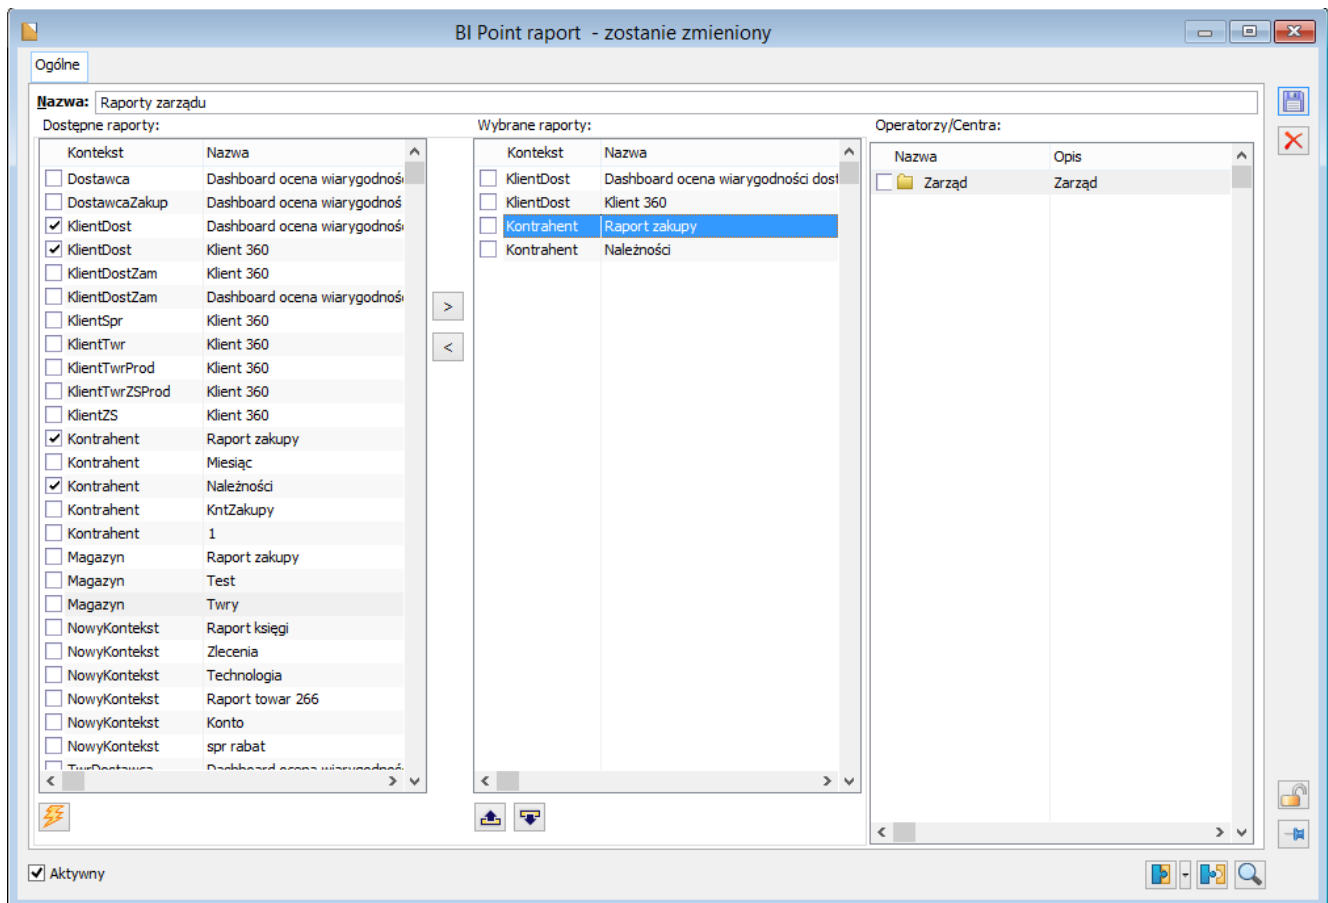 BI Point raport - zostanie zmieniony
Ogólne
Nazwa: Raporty zarządu
Dostępne raporty:
Kontekst Nazwa
Dostawca Dashboard ocena wiarygodnoś
DostawcaZakup Dashboard ocena wiarygodnoś
KlientDost Dashboard ocena wiarygodnoś
KlientDost Klient 360
KlientDostZam Klient 360
KlientDostZam Dashboard ocena wiarygodnoś
KlientSpr Klient 360
KlientTwr Klient 360
KlientTwrProd Klient 360
KlientTwrZSProd Klient 360
KlientZS Klient 360
Kontrahent Raport zakupy
Kontrahent Miesiąc
Kontrahent Należności
Kontrahent KntZakupy
Kontrahent 1
Magazyn Raport zakupy
Magazyn Test
Magazyn Twry
NowyKontekst Raport księgi
NowyKontekst Zlecenia
NowyKontekst Technologia
NowyKontekst Raport towar 266
NowyKontekst Konto
NowyKontekst spr rabat
TwrDostawca Dashboard ocena wiarygodnoś
>
<
Wybrane raporty:
Kontekst Nazwa
KlientDost Dashboard ocena wiarygodności dost
KlientDost Klient 360
Kontrahent Raport zakupy
Kontrahent Należności
Operatorzy/Centra:
Nazwa Opis
Zarząd Zarząd
Aktywny